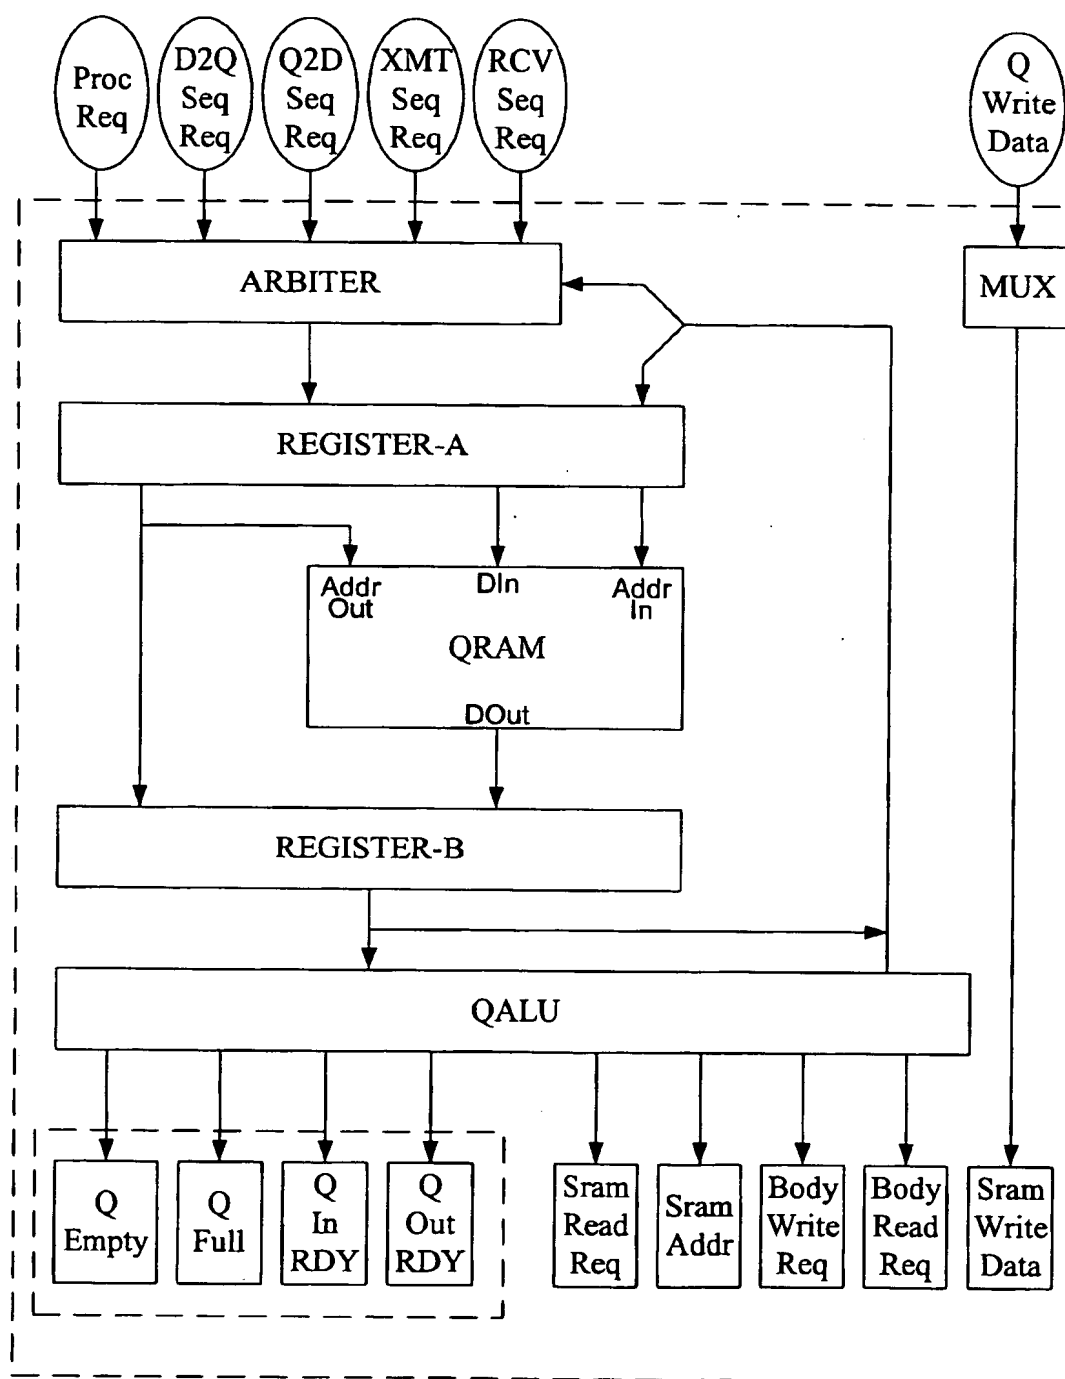 Proc
Req
D2Q
Seq
Req
Q2D
Seq
Req
XMT
Seq
Req
RCV
Seq
Req
Q
Write
Data
ARBITER
MUX
REGISTER-A
Addr
Out
DIn
Addr
In
QRAM
DOut
REGISTER-B
QALU
Q
Empty
Q
Full
Q
In
RDY
Q
Out
RDY
Sram
Read
Req
Sram
Addr
Body
Write
Req
Body
Read
Req
Sram
Write
Data